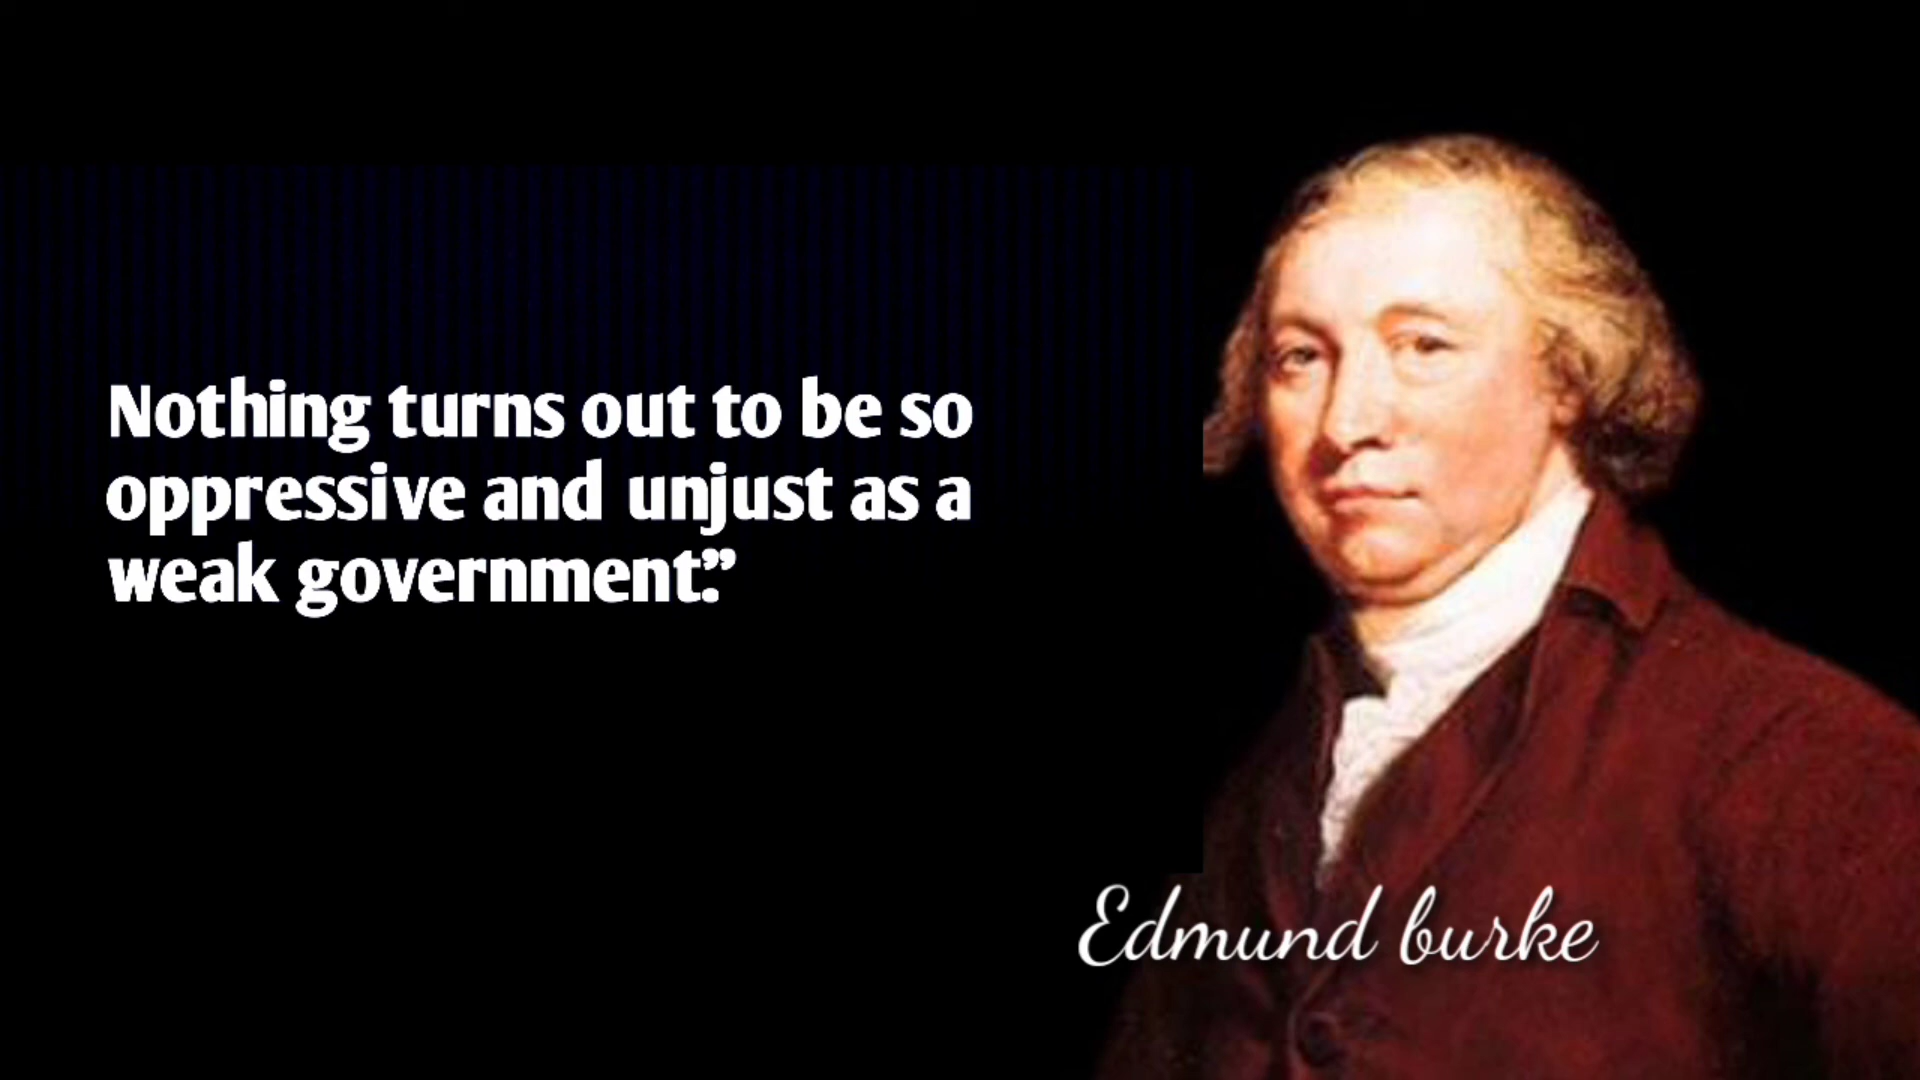 Nothing turns out to be so
oppressive and unjust as a
weak government.”
Edmund burke